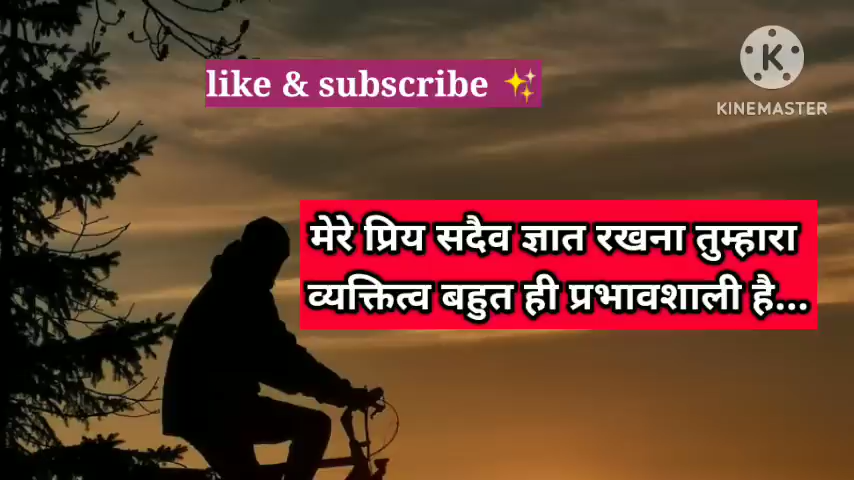 like & subscribe ✨
KINEMASTER
मेरे प्रिय सदैव ज्ञात रखना तुम्हारा
व्यक्तित्व बहुत ही प्रभावशाली है...